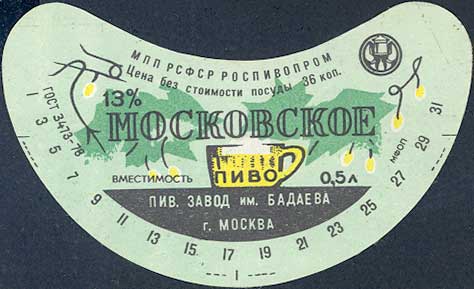 МПП РСФСР РОСПИВОПРОМ
Цена без стоимости посуды 36 коп.
ГОСТ 3473-78
13%
МОСКОВСКОЕ
ПИВО
ВМЕСТИМОСТЬ 0,5 л
МФОП
ПИВ. ЗАВОД им. БАДАЕВА
г. МОСКВА
1 3 5 7 9 11 13 15 17 19 21 23 25 27 29 31
I